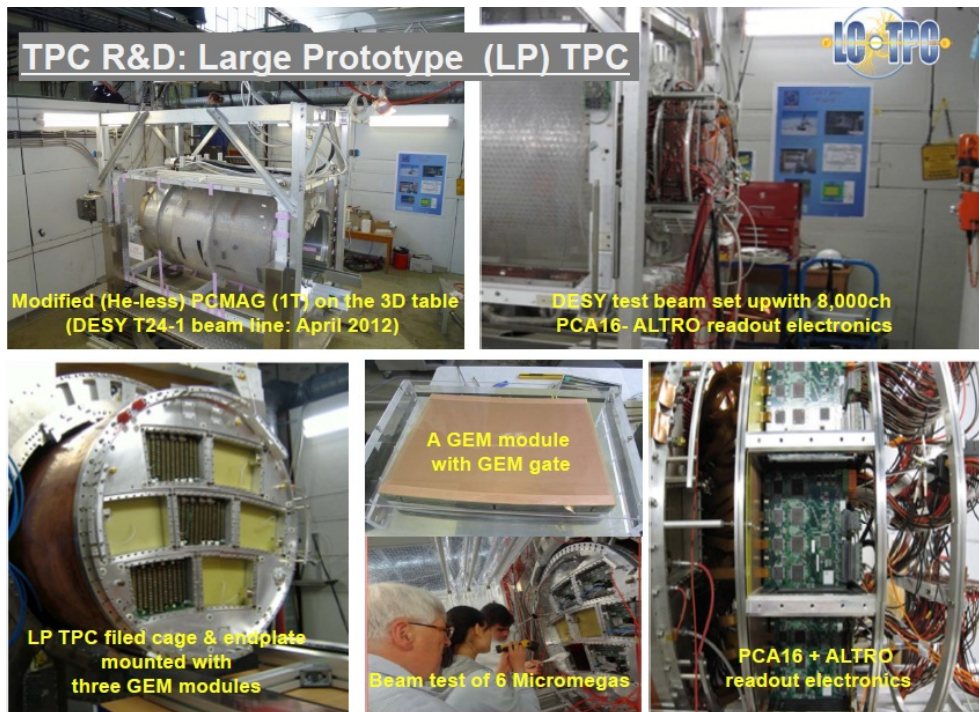 TPC R&D: Large Prototype (LP) TPC
LC TPC
Modified (He-less) PCMAG (1T) on the 3D table
(DESY T24-1 beam line: April 2012)
DESY test beam set upwith 8,000ch
PCA16- ALTRO readout electronics
LP TPC filed cage & endplate
mounted with
three GEM modules
A GEM module
with GEM gate
Beam test of 6 Micromegas
PCA16 + ALTRO
readout electronics